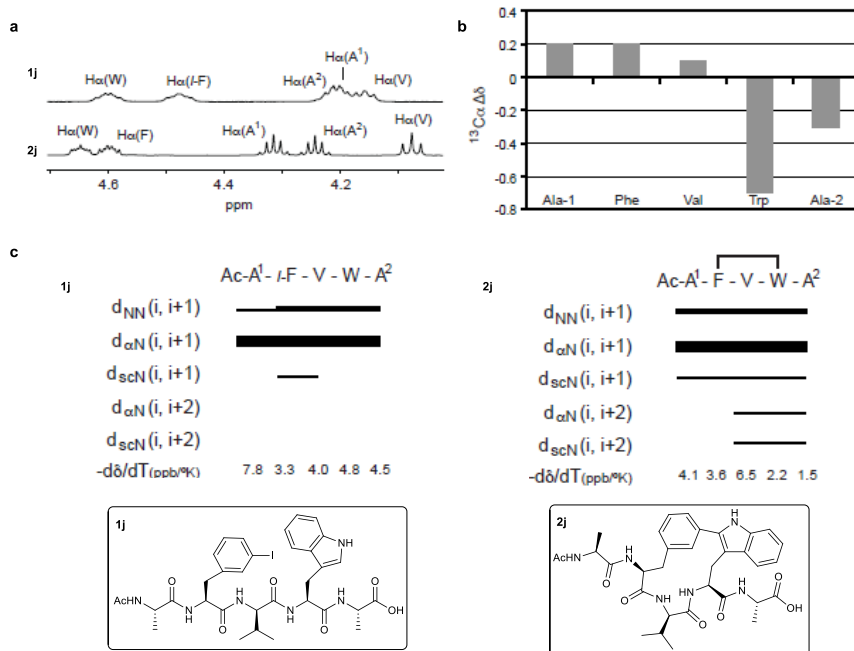 a
1j
Hα(W)
Hα(I-F)
Hα(A²)
Hα(A¹)
Hα(V)
2j
Hα(W)
Hα(F)
Hα(A¹)
Hα(A²)
Hα(V)
4.6
4.4
4.2
ppm
b
¹³Cα Δδ
0.4
0.2
0
-0.2
-0.4
-0.6
-0.8
Ala-1 Phe Val Trp Ala-2
c
1j
Ac-A¹- I-F - V - W - A²
dNN(i, i+1)
dαN(i, i+1)
dscN(i, i+1)
dαN(i, i+2)
dscN(i, i+2)
-dδ/dT(ppb/ºK) 7.8 3.3 4.0 4.8 4.5
2j
Ac-A¹- F - V - W - A²
dNN(i, i+1)
dαN(i, i+1)
dscN(i, i+1)
dαN(i, i+2)
dscN(i, i+2)
-dδ/dT(ppb/ºK) 4.1 3.6 6.5 2.2 1.5
1j
I
NH
O
H
N
O
H
N
O
OH
AcHN
N
H
O
N
H
O
2j
H
N
AcHN
H
N
O
O
HN
O
NH
O
H
N
O
OH